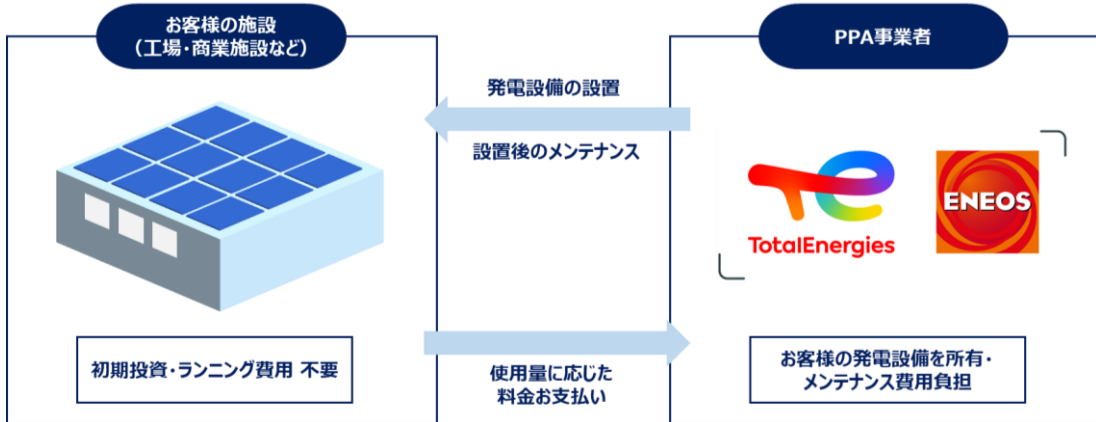 お客様の施設
(工場・商業施設など)
PPA事業者
発電設備の設置
設置後のメンテナンス
TotalEnergies
ENEOS
初期投資・ランニング費用 不要
使用量に応じた
料金お支払い
お客様の発電設備を所有・
メンテナンス費用負担